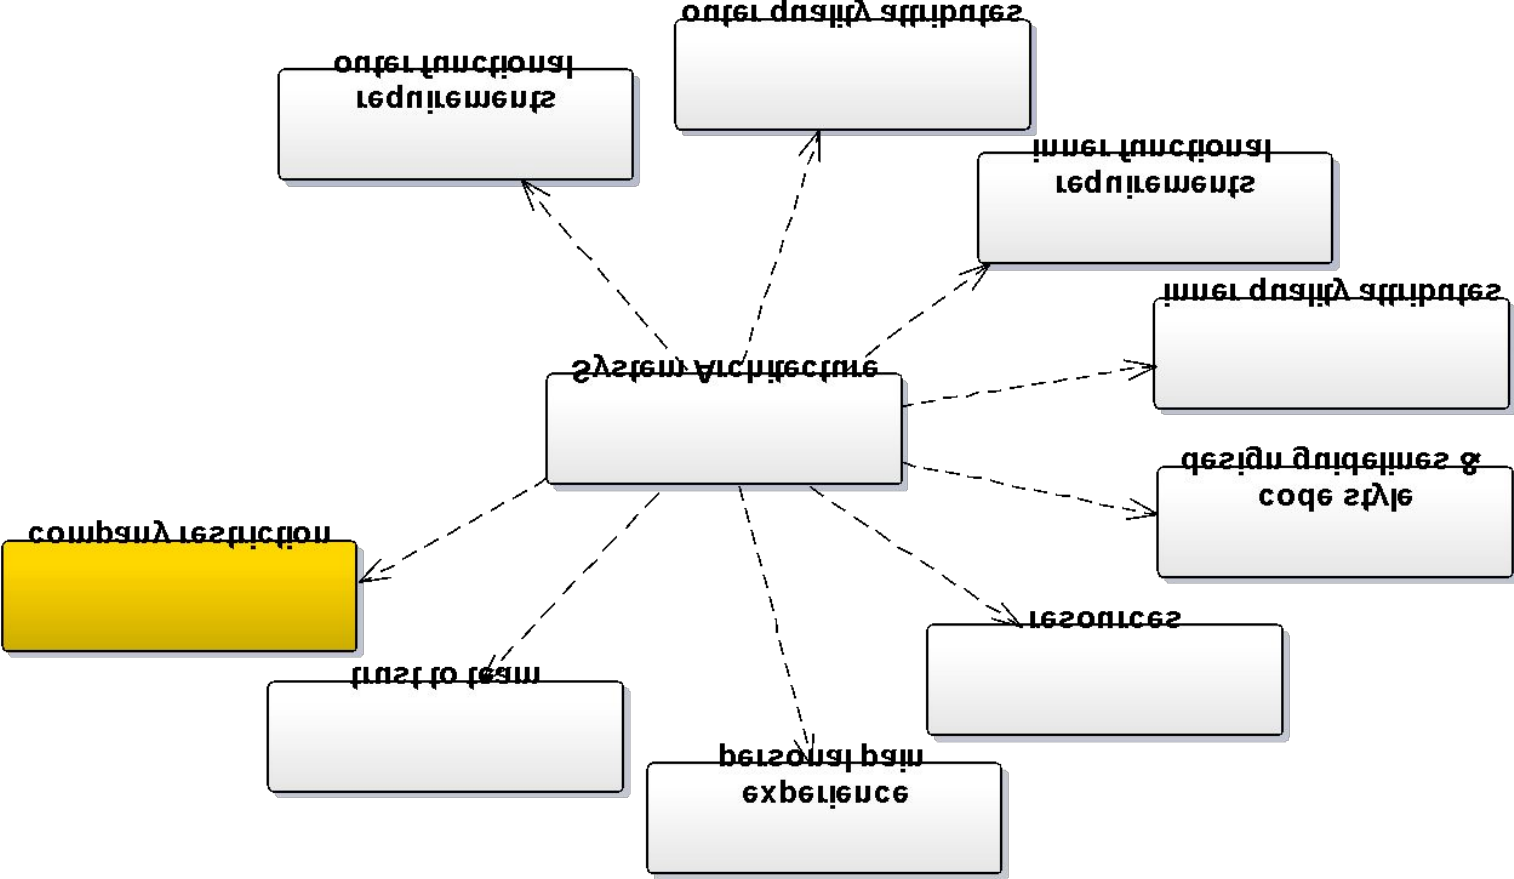 outer quality attributes
outer functional
requirements
inner functional
requirements
inner quality attributes
System Architecture
design guidelines &
code style
company restriction
resources
trust to team
personal pain
experience